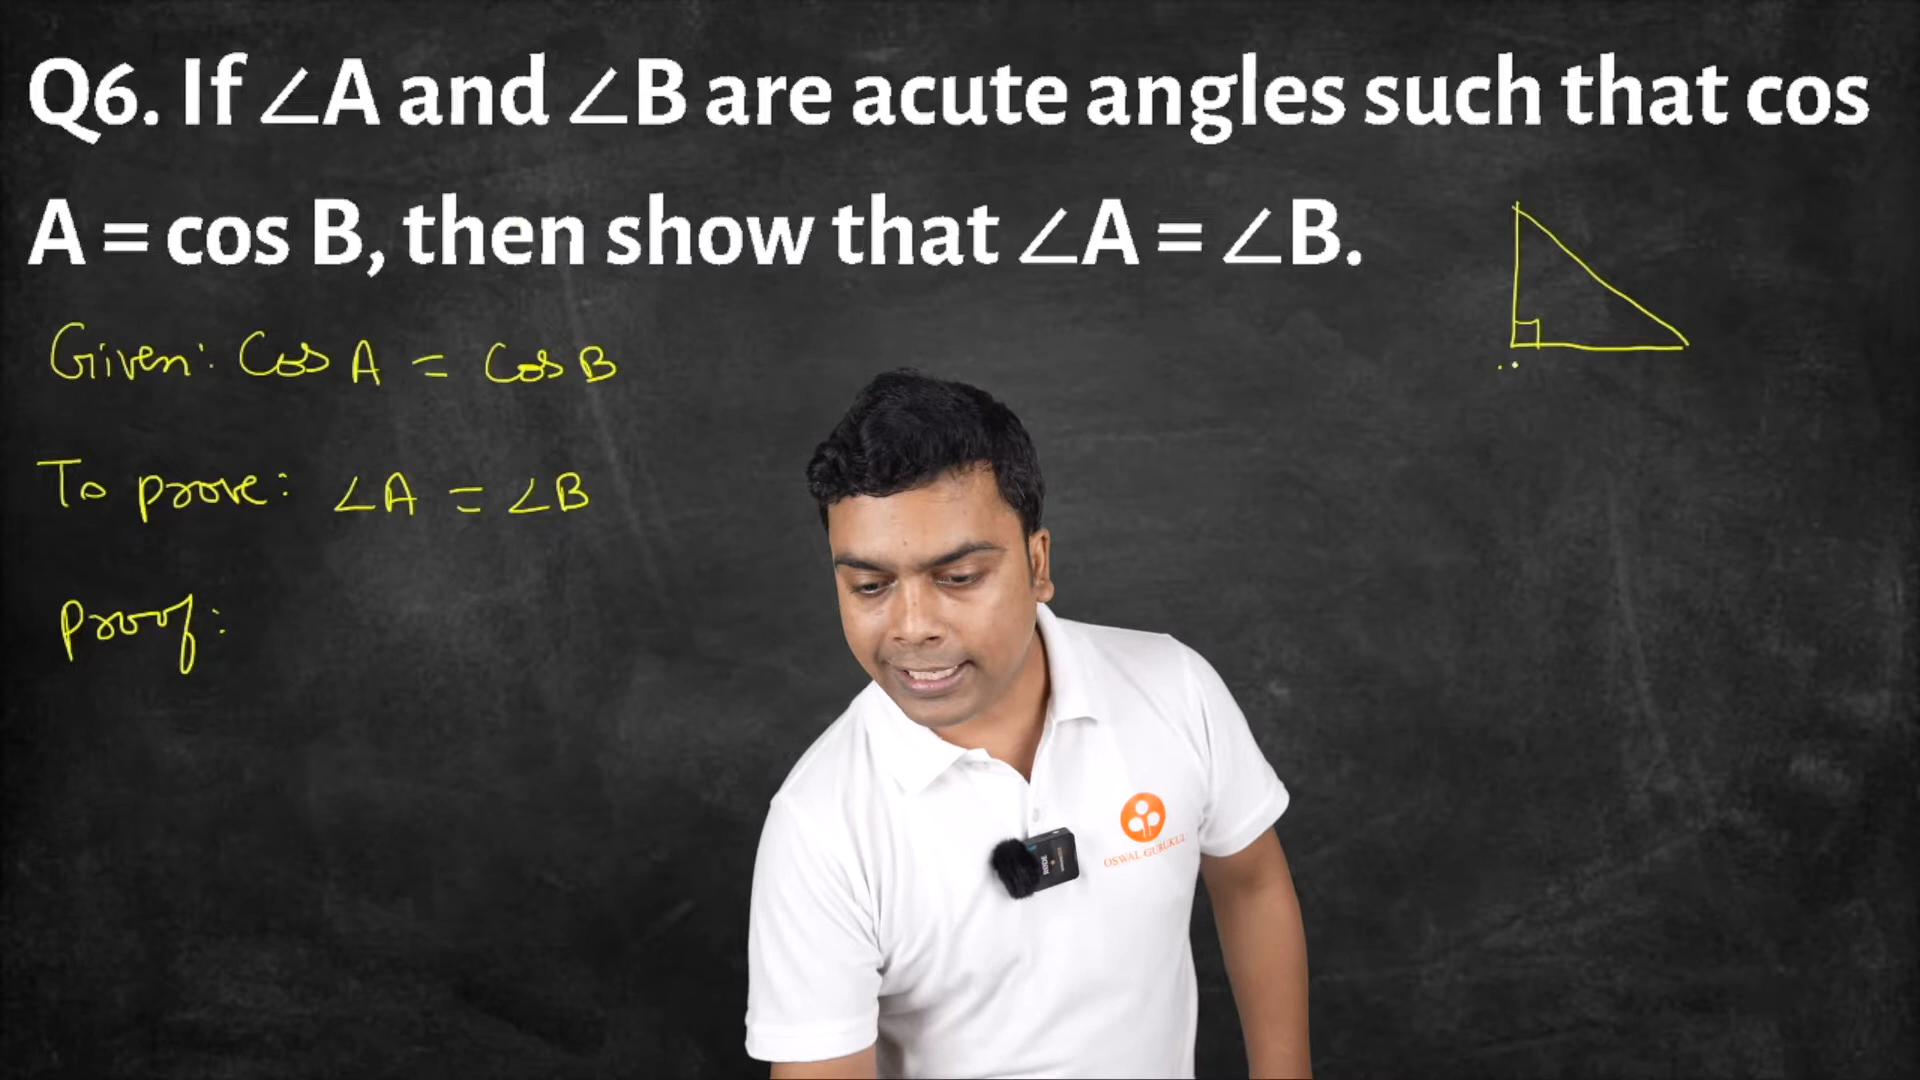 Q6. If ∠A and ∠B are acute angles such that cos
A = cos B, then show that ∠A = ∠B.
Given: Cos A = Cos B
To prove: ∠A = ∠B
Proof:
RODE
OSWAL GURUKUL